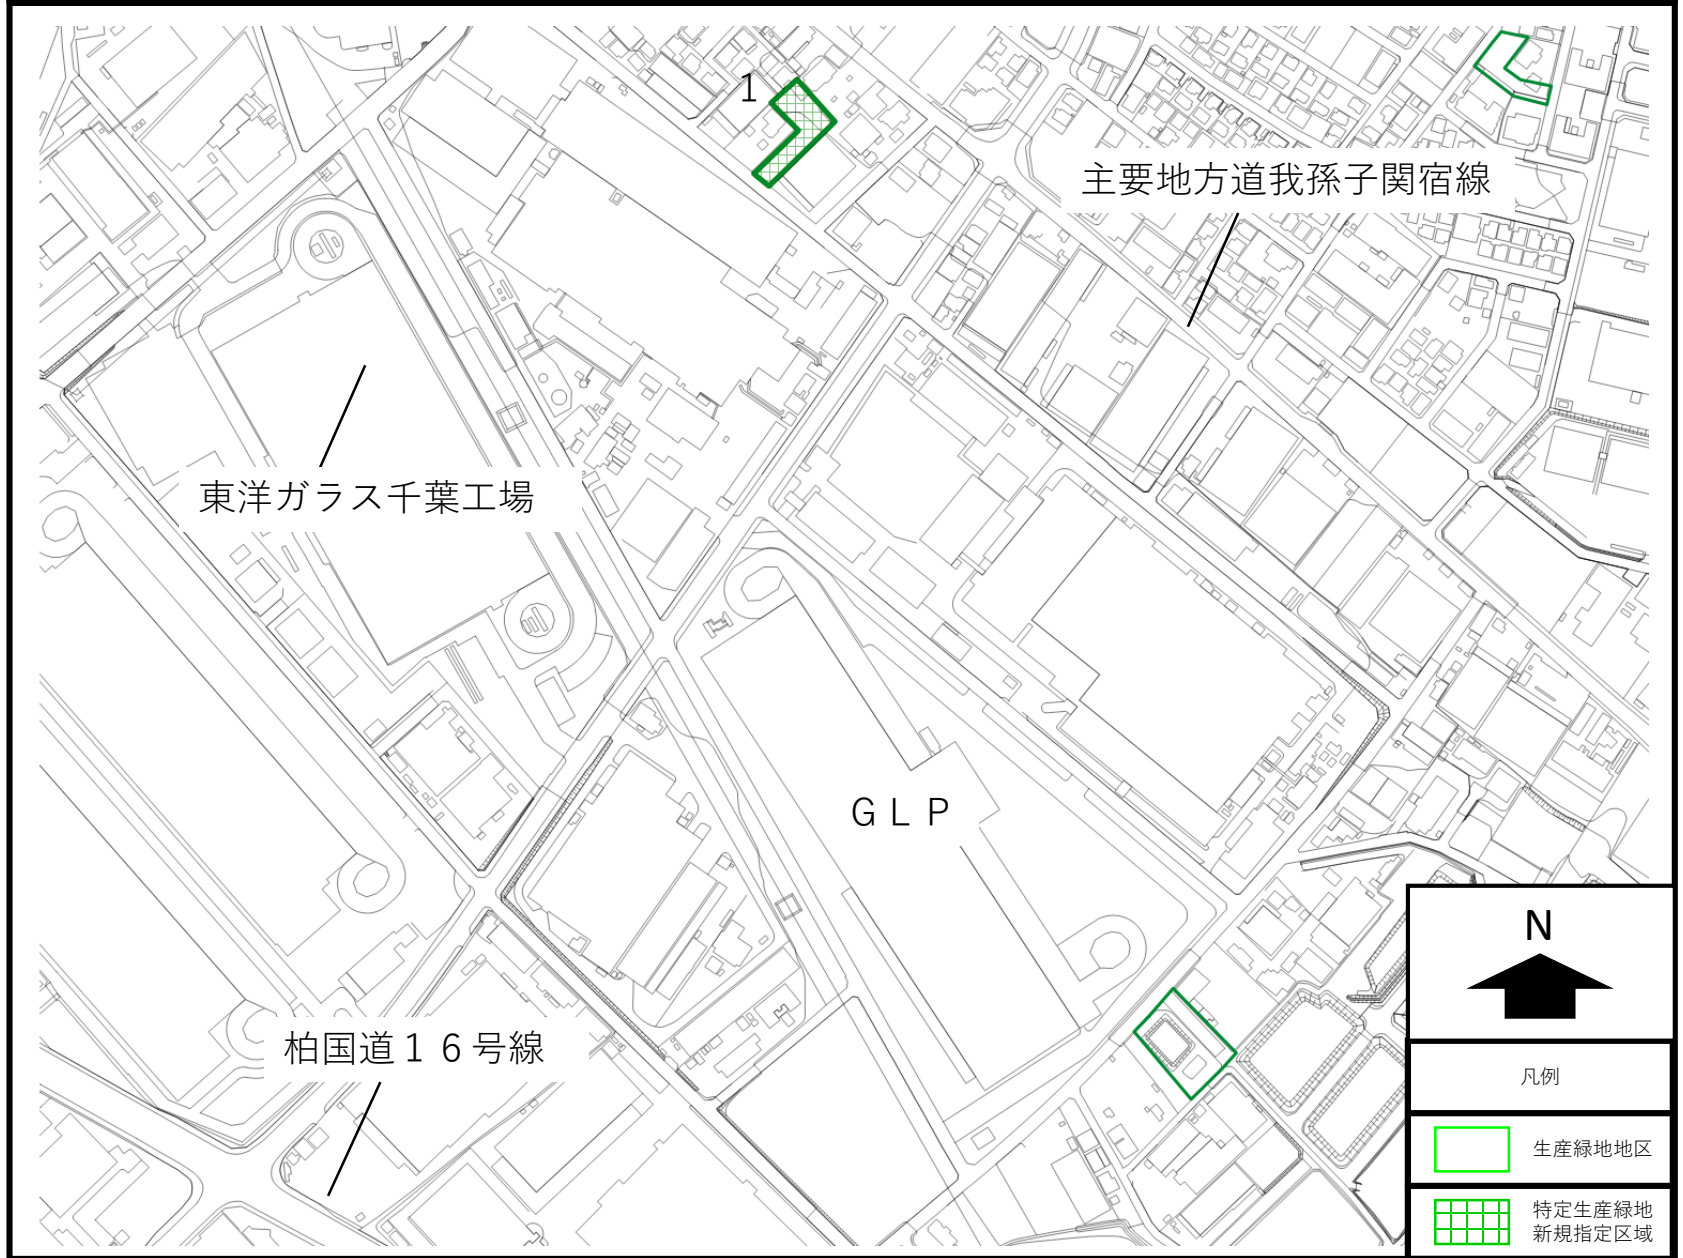 1
主要地方道我孫子関宿線
東洋ガラス千葉工場
ＧＬＰ
柏国道１６号線
N
凡例
生産緑地地区
特定生産緑地
新規指定区域